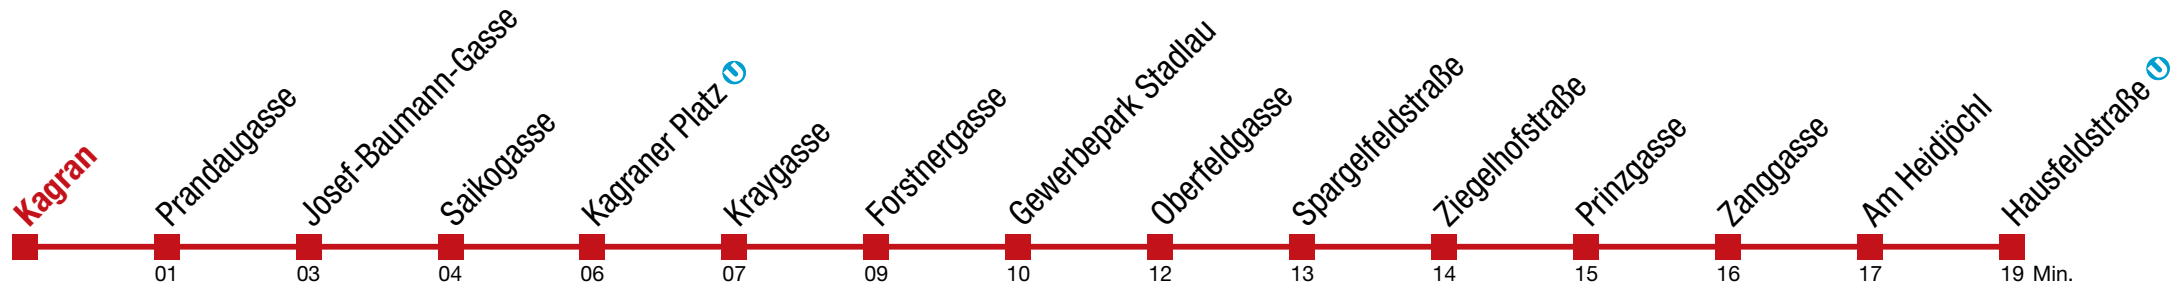 Kagran
Prandaugasse
Josef-Baumann-Gasse
Saikogasse
Kagraner Platz
Kraygasse
Forstnergasse
Gewerbepark Stadlau
Oberfeldgasse
Spargelfeldstraße
Ziegelhofstraße
Prinzgasse
Zanggasse
Am Heidjöchl
Hausfeldstraße
01 03 04 06 07 09 10 12 13 14 15 16 17 19 Min.